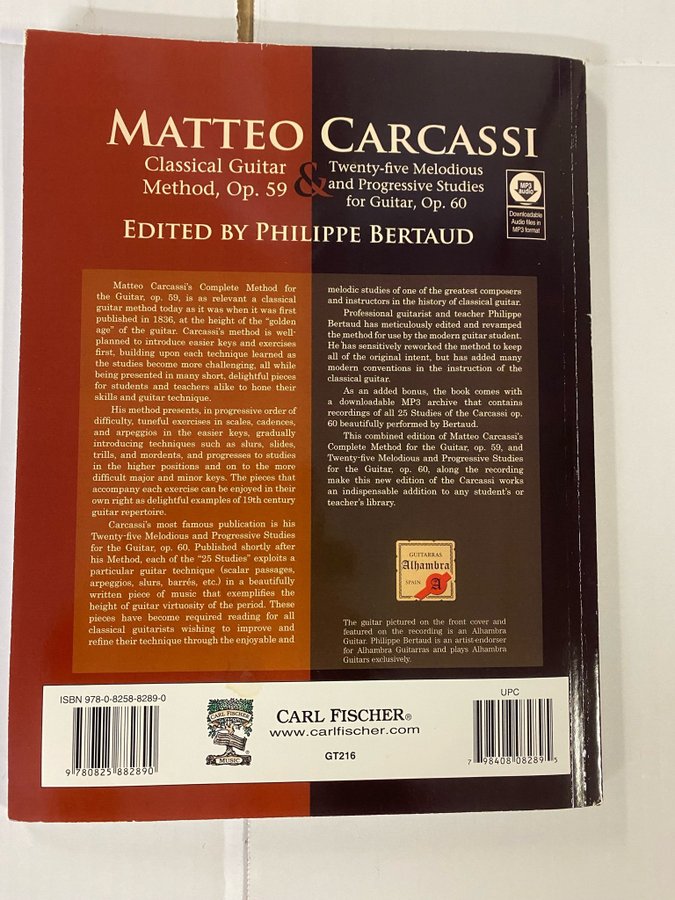 MATTEO CARCASSI
Classical Guitar
Method, Op. 59
&
Twenty-five Melodious
and Progressive Studies
for Guitar, Op. 60
MP3
audio
Downloadable
Audio files in
MP3 format
EDITED BY PHILIPPE BERTAUD
Matteo Carcassi's Complete Method for
the Guitar, op. 59, is as relevant a classical
guitar method today as it was when it was first
published in 1836, at the height of the "golden
age" of the guitar. Carcassi's method is well-
planned to introduce easier keys and exercises
first, building upon each technique learned as
the studies become more challenging, all while
being presented in many short, delightful pieces
for students and teachers alike to hone their
skills and guitar technique.
His method presents, in progressive order of
difficulty, tuneful exercises in scales, cadences,
and arpeggios in the easier keys, gradually
introducing techniques such as slurs, slides,
trills, and mordents, and progresses to studies
in the higher positions and on to the more
difficult major and minor keys. The pieces that
accompany each exercise can be enjoyed in their
own right as delightful examples of 19th century
guitar repertoire.
Carcassi's most famous publication is his
Twenty-five Melodious and Progressive Studies
for the Guitar, op. 60. Published shortly after
his Method, each of the "25 Studies" exploits a
particular guitar technique (scalar passages,
arpeggios, slurs, barrés, etc.) in a beautifully
written piece of music that exemplifies the
height of guitar virtuosity of the period. These
pieces have become required reading for all
classical guitarists wishing to improve and
refine their technique through the enjoyable and
melodic studies of one of the greatest composers
and instructors in the history of classical guitar.
Professional guitarist and teacher Philippe
Bertaud has meticulously edited and revamped
the method for use by the modern guitar student.
He has sensitively reworked the method to keep
all of the original intent, but has added many
modern conventions in the instruction of the
classical guitar.
As an added bonus, the book comes with
a downloadable MP3 archive that contains
recordings of all 25 Studies of the Carcassi op.
60 beautifully performed by Bertaud.
This combined edition of Matteo Carcassi's
Complete Method for the Guitar, op. 59, and
Twenty-five Melodious and Progressive Studies
for the Guitar, op. 60, along the recording
make this new edition of the Carcassi works
an indispensable addition to any student's or
teacher's library.
GUITARRAS
Alhambra
SPAIN
A
The guitar pictured on the front cover and
featured on the recording is an Alhambra
Guitar. Philippe Bertaud is an artist-endorser
for Alhambra Guitarras and plays Alhambra
Guitars exclusively.
ISBN 978-0-8258-8289-0
9 780825 882890
CARL FISCHER
MUSIC
CARL FISCHER®
www.carlfischer.com
GT216
UPC
7 98408 08289 5